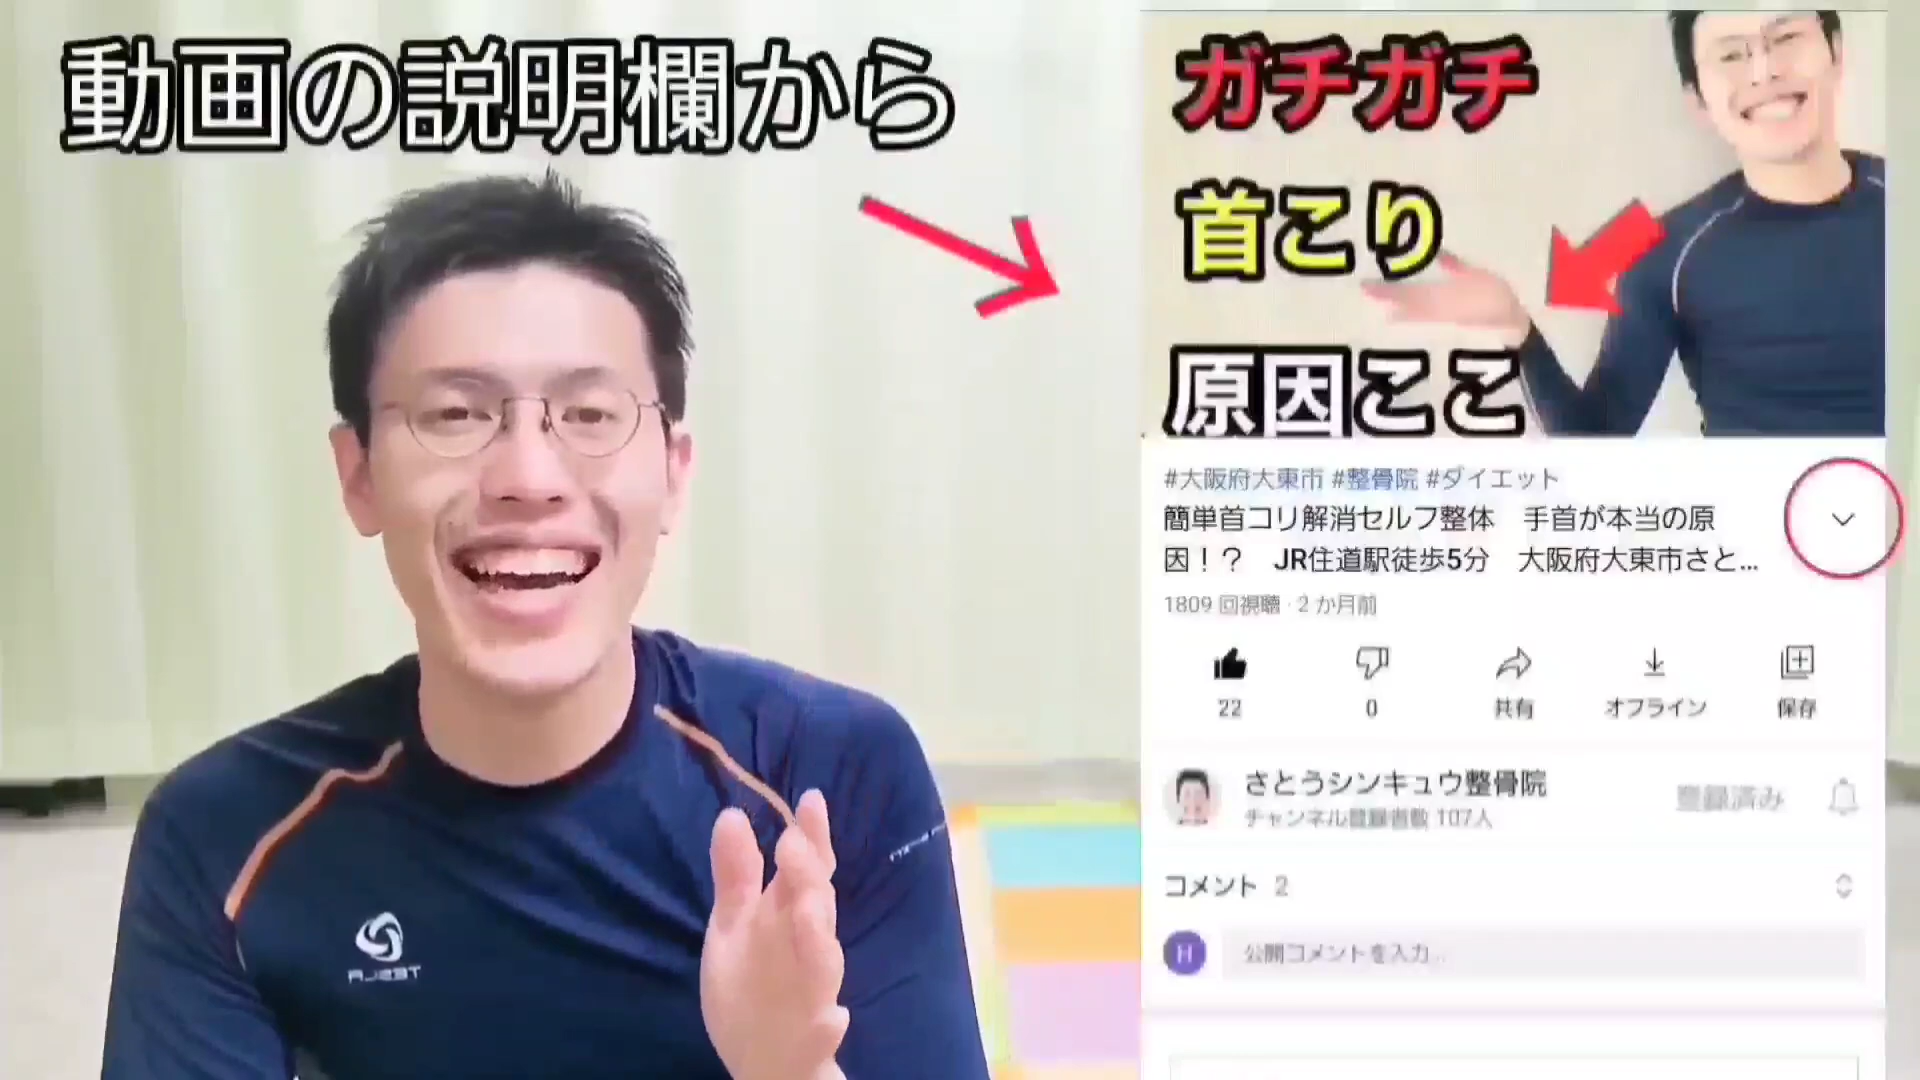 動画の説明欄から
ガチガチ
首こり
原因ここ
#大阪府大東市 #整骨院 #ダイエット
簡単首コリ解消セルフ整体　手首が本当の原
因！？　JR住道駅徒歩5分　大阪府大東市さと...
1809 回視聴・2 か月前
22
0
共有
オフライン
保存
さとうシンキュウ整骨院
チャンネル登録者数 107人
登録済み
コメント 2
H
公開コメントを入力...